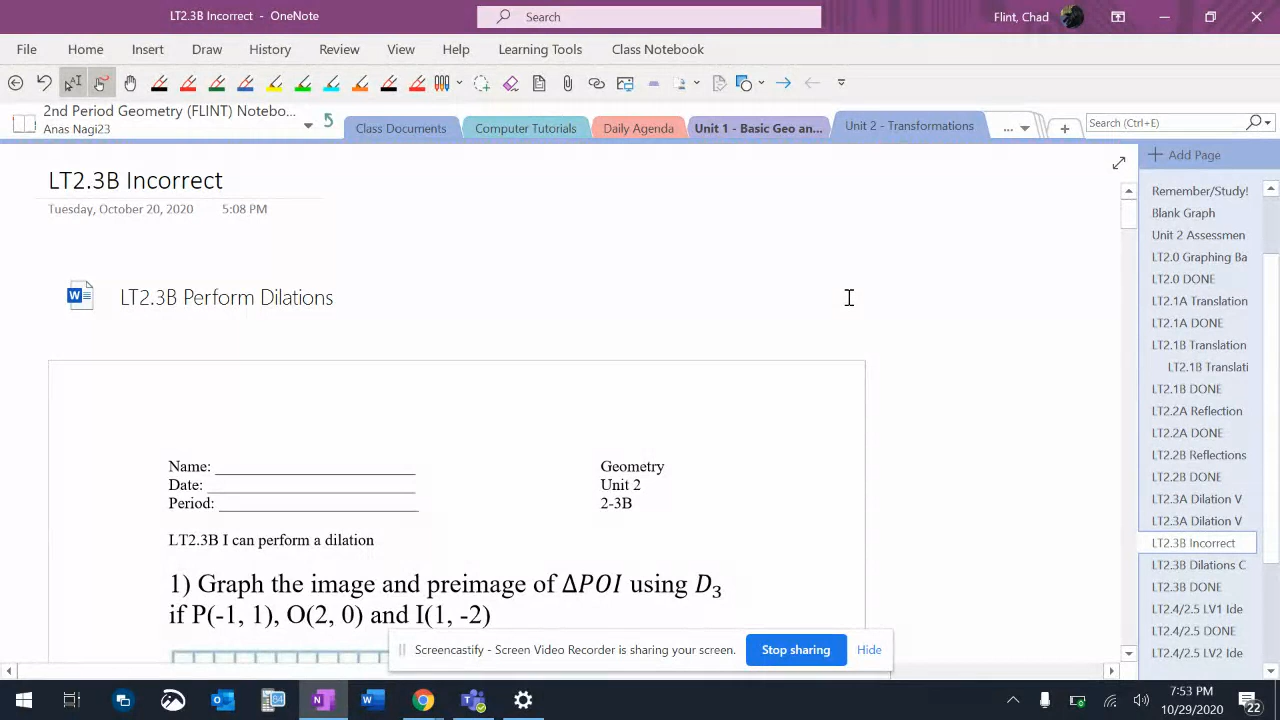 LT2.3B Incorrect - OneNote
Search
Flint, Chad
File Home Insert Draw History Review View Help Learning Tools Class Notebook
2nd Period Geometry (FLINT) Notebo...
Anas Nagi23
Class Documents
Computer Tutorials
Daily Agenda
Unit 1 - Basic Geo an...
Unit 2 - Transformations
...
Search (Ctrl+E)
LT2.3B Incorrect
Tuesday, October 20, 2020 5:08 PM
W
LT2.3B Perform Dilations
Name:
Date:
Period:
Geometry
Unit 2
2-3B
LT2.3B I can perform a dilation
1) Graph the image and preimage of Δ𝑃𝑂𝐼 using 𝐷₃
if P(-1, 1), O(2, 0) and I(1, -2)
Add Page
Remember/Study!
Blank Graph
Unit 2 Assessmen
LT2.0 Graphing Ba
LT2.0 DONE
LT2.1A Translation
LT2.1A DONE
LT2.1B Translation
LT2.1B Translati
LT2.1B DONE
LT2.2A Reflection
LT2.2A DONE
LT2.2B Reflections
LT2.2B DONE
LT2.3A Dilation V
LT2.3A Dilation V
LT2.3B Incorrect
LT2.3B Dilations C
LT2.3B DONE
LT2.4/2.5 LV1 Ide
LT2.4/2.5 DONE
LT2.4/2.5 LV2 Ide
Screencastify - Screen Video Recorder is sharing your screen.
Stop sharing
Hide
7:53 PM
10/29/2020
22